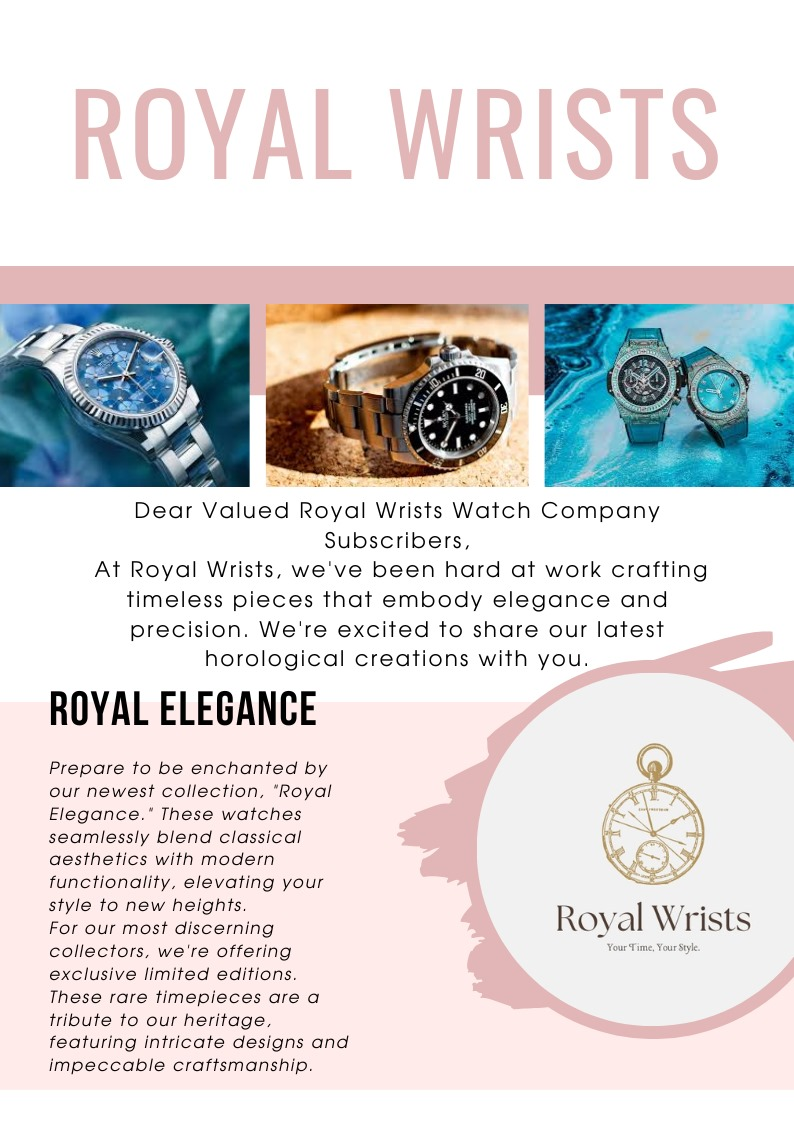 ROYAL WRISTS
Dear Valued Royal Wrists Watch Company
Subscribers,
At Royal Wrists, we've been hard at work crafting
timeless pieces that embody elegance and
precision. We're excited to share our latest
horological creations with you.
ROYAL ELEGANCE
Prepare to be enchanted by
our newest collection, "Royal
Elegance." These watches
seamlessly blend classical
aesthetics with modern
functionality, elevating your
style to new heights.
For our most discerning
collectors, we're offering
exclusive limited editions.
These rare timepieces are a
tribute to our heritage,
featuring intricate designs and
impeccable craftsmanship.
Royal Wrists
Your Time, Your Style.